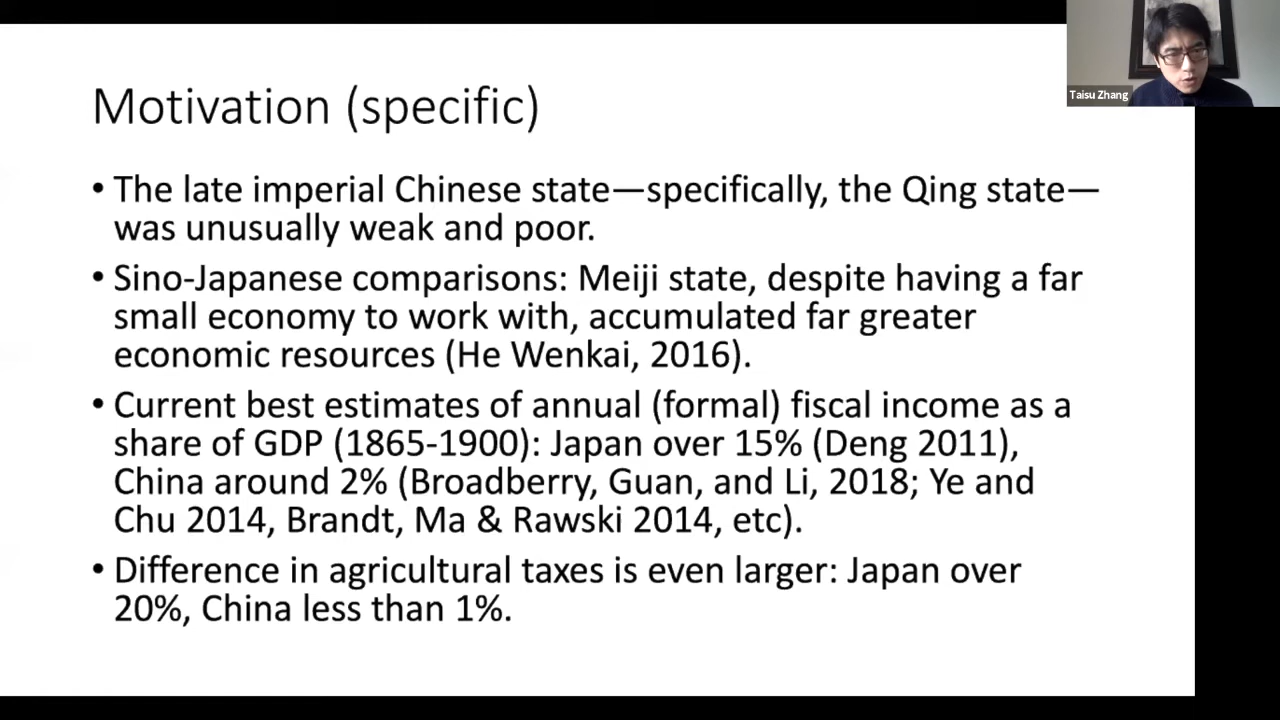 Motivation (specific)
Taisu Zhang
• The late imperial Chinese state—specifically, the Qing state—
was unusually weak and poor.
• Sino-Japanese comparisons: Meiji state, despite having a far
small economy to work with, accumulated far greater
economic resources (He Wenkai, 2016).
• Current best estimates of annual (formal) fiscal income as a
share of GDP (1865-1900): Japan over 15% (Deng 2011),
China around 2% (Broadberry, Guan, and Li, 2018; Ye and
Chu 2014, Brandt, Ma & Rawski 2014, etc).
• Difference in agricultural taxes is even larger: Japan over
20%, China less than 1%.